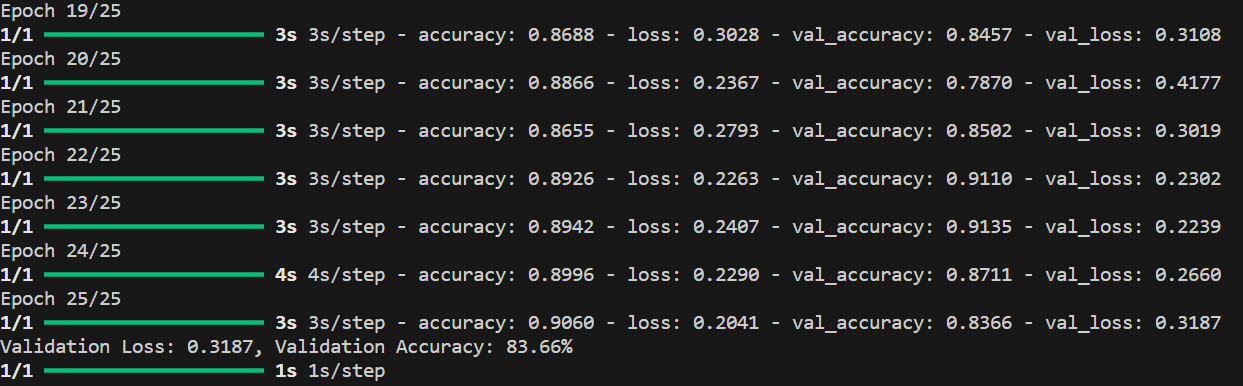 Epoch 19/25
1/1 3s 3s/step - accuracy: 0.8688 - loss: 0.3028 - val_accuracy: 0.8457 - val_loss: 0.3108
Epoch 20/25
1/1 3s 3s/step - accuracy: 0.8866 - loss: 0.2367 - val_accuracy: 0.7870 - val_loss: 0.4177
Epoch 21/25
1/1 3s 3s/step - accuracy: 0.8655 - loss: 0.2793 - val_accuracy: 0.8502 - val_loss: 0.3019
Epoch 22/25
1/1 3s 3s/step - accuracy: 0.8926 - loss: 0.2263 - val_accuracy: 0.9110 - val_loss: 0.2302
Epoch 23/25
1/1 3s 3s/step - accuracy: 0.8942 - loss: 0.2407 - val_accuracy: 0.9135 - val_loss: 0.2239
Epoch 24/25
1/1 4s 4s/step - accuracy: 0.8996 - loss: 0.2290 - val_accuracy: 0.8711 - val_loss: 0.2660
Epoch 25/25
1/1 3s 3s/step - accuracy: 0.9060 - loss: 0.2041 - val_accuracy: 0.8366 - val_loss: 0.3187
Validation Loss: 0.3187, Validation Accuracy: 83.66%
1/1 1s 1s/step